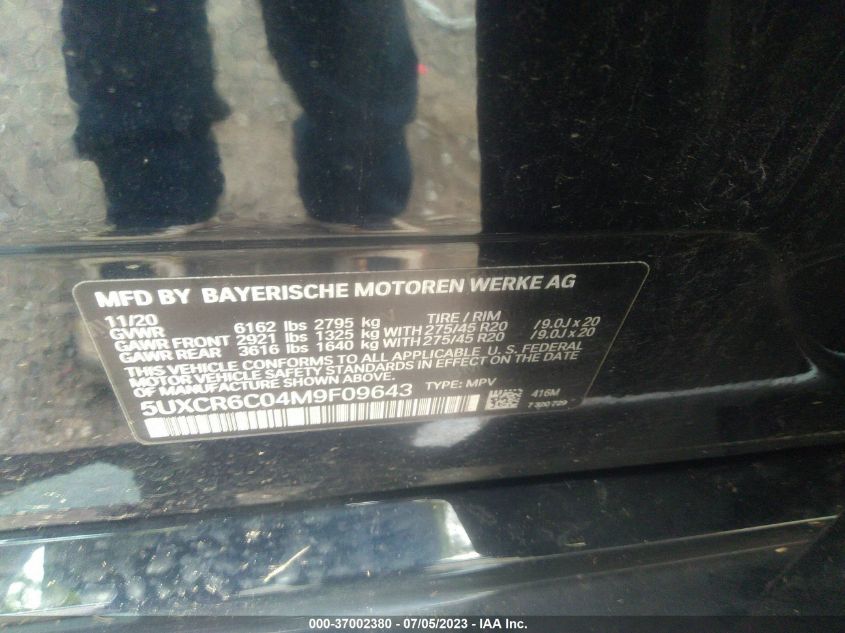 MFD BY BAYERISCHE MOTOREN WERKE AG
11/20 TIRE / RIM
GVWR 6162 lbs 2795 kg
GAWR FRONT 2921 lbs 1325 kg WITH 275/45 R20 / 9.0J x 20
GAWR REAR 3616 lbs 1640 kg WITH 275/45 R20 / 9.0J x 20
THIS VEHICLE CONFORMS TO ALL APPLICABLE U.S. FEDERAL
MOTOR VEHICLE SAFETY STANDARDS IN EFFECT ON THE DATE
OF MANUFACTURE SHOWN ABOVE.
5UXCR6C04M9F09643 TYPE: MPV 416M
7 320 729
000-37002380 - 07/05/2023 - IAA Inc.